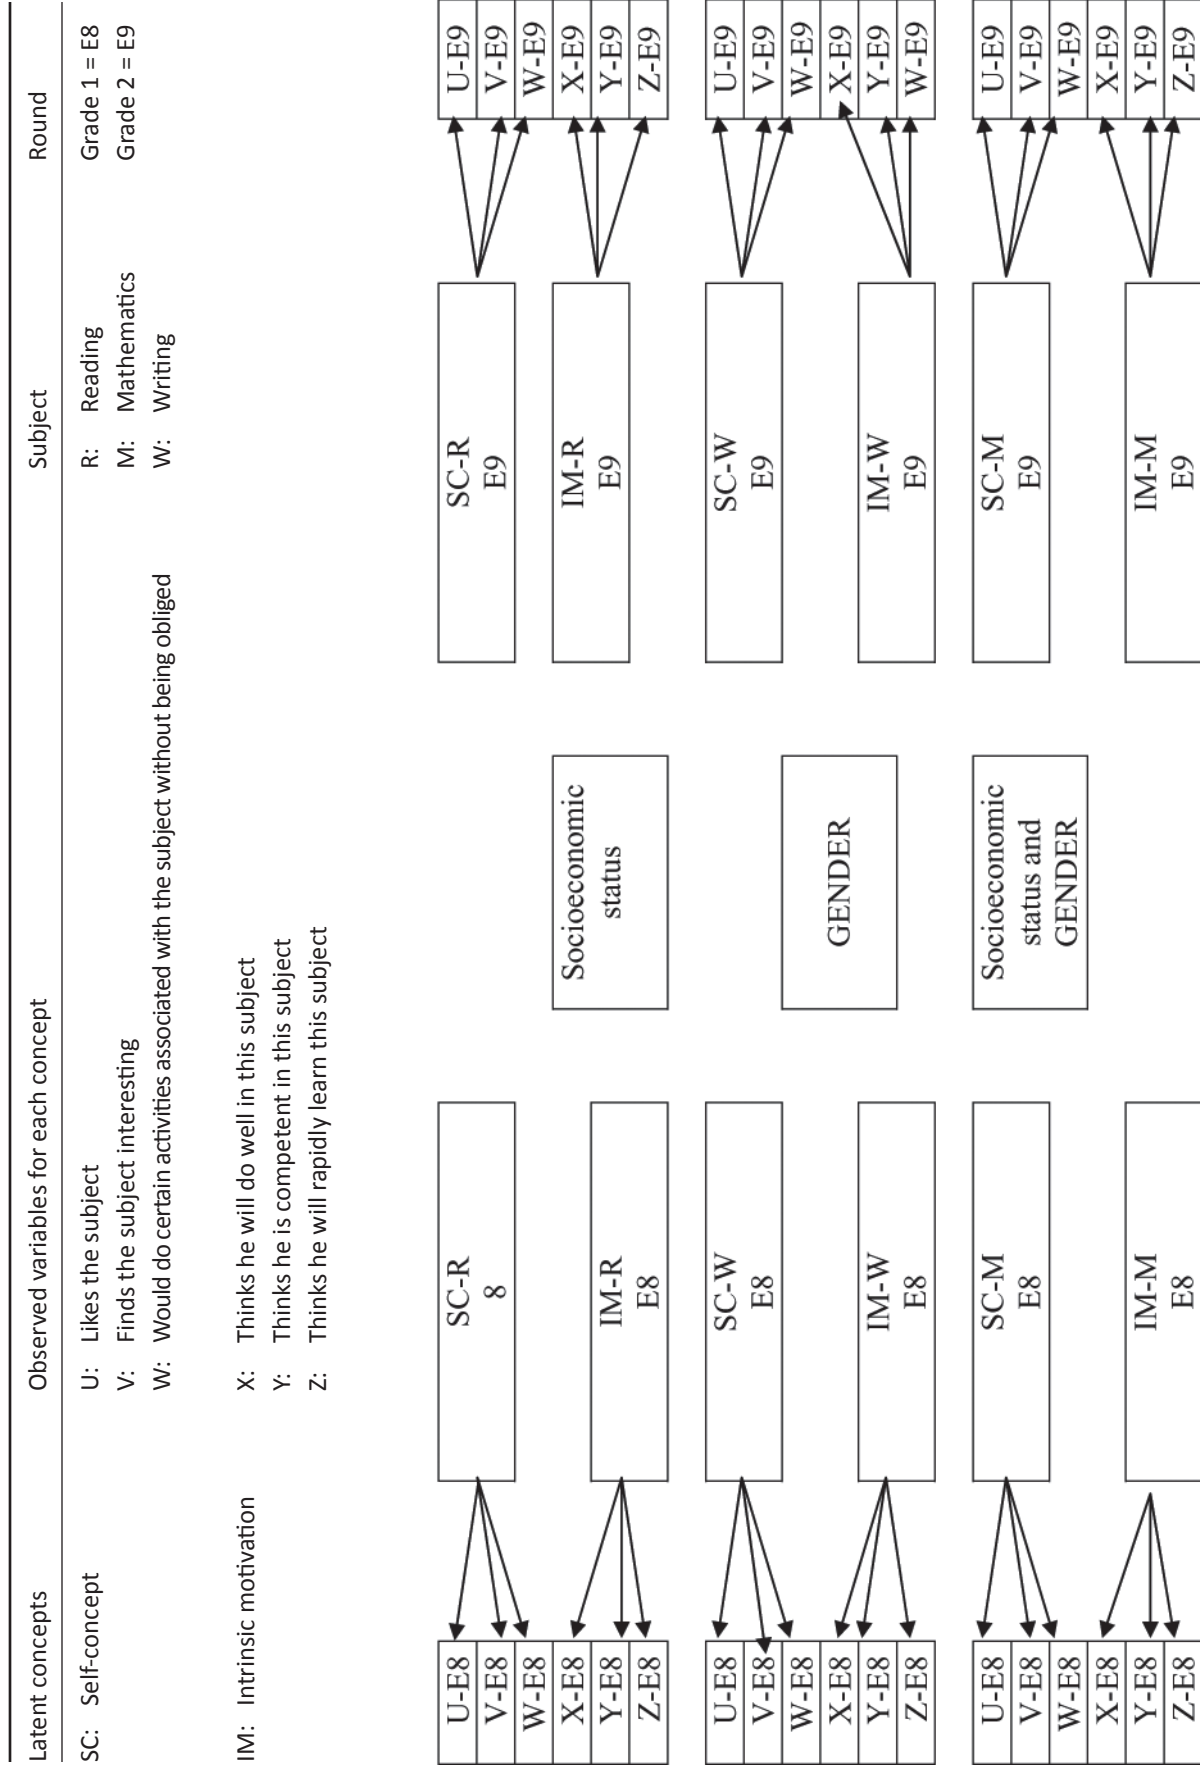 Latent concepts Observed variables for each concept Subject Round
SC: Self-concept U: Likes the subject R: Reading Grade 1 = E8
V: Finds the subject interesting M: Mathematics Grade 2 = E9
W: Would do certain activities associated with the subject without being obliged W: Writing
IM: Intrinsic motivation X: Thinks he will do well in this subject
Y: Thinks he is competent in this subject
Z: Thinks he will rapidly learn this subject
U-E8
V-E8
W-E8
X-E8
Y-E8
Z-E8
SC-R
8
IM-R
E8
Socioeconomic
status
SC-R
E9
IM-R
E9
U-E9
V-E9
W-E9
X-E9
Y-E9
Z-E9
U-E8
V-E8
W-E8
X-E8
Y-E8
Z-E8
SC-W
E8
IM-W
E8
GENDER
SC-W
E9
IM-W
E9
U-E9
V-E9
W-E9
X-E9
Y-E9
W-E9
U-E8
V-E8
W-E8
X-E8
Y-E8
Z-E8
SC-M
E8
IM-M
E8
Socioeconomic
status and
GENDER
SC-M
E9
IM-M
E9
U-E9
V-E9
W-E9
X-E9
Y-E9
Z-E9